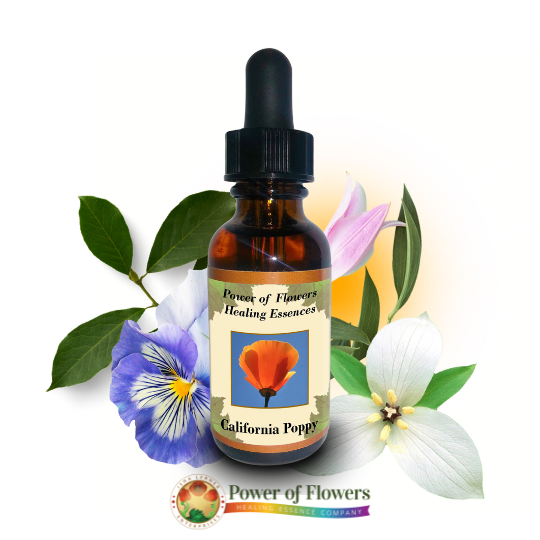 Power of Flowers
Healing Essences
California Poppy
Power of Flowers
HEALING ESSENCE COMPANY